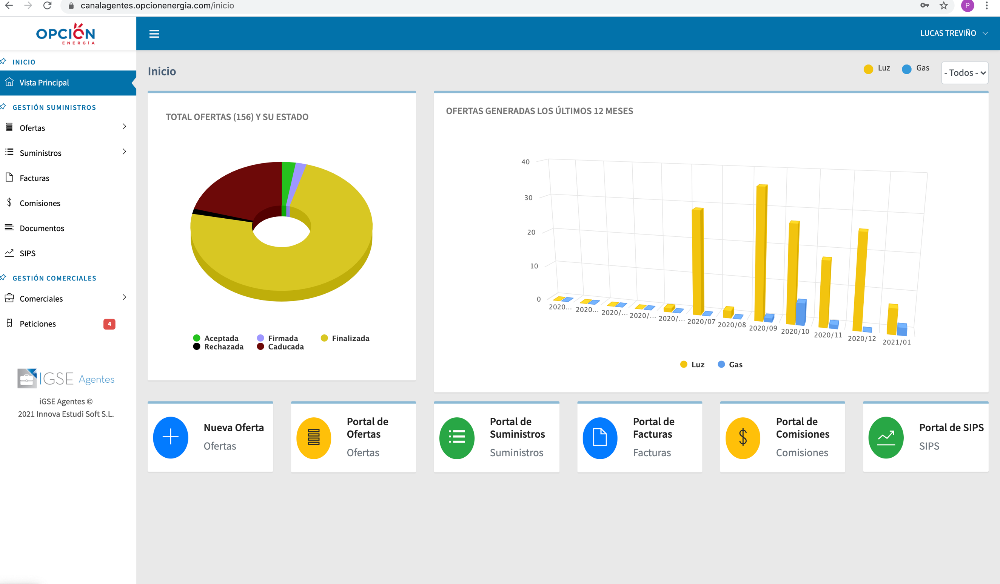 canalagentes.opcionenergia.com/inicio
P
OPCIÓN
ENERGÍA
LUCAS TREVIÑO
INICIO
Vista Principal
GESTIÓN SUMINISTROS
Ofertas
Suministros
Facturas
Comisiones
Documentos
SIPS
GESTIÓN COMERCIALES
Comerciales
Peticiones 4
iGSE Agentes
iGSE Agentes ©
2021 Innova Estudi Soft S.L.
Inicio
Luz Gas - Todos -
TOTAL OFERTAS (156) Y SU ESTADO
Aceptada Firmada Finalizada
Rechazada Caducada
OFERTAS GENERADAS LOS ÚLTIMOS 12 MESES
40
30
20
10
0
2020... 2020... 2020/... 2020/... 2020/... 2020/07 2020/08 2020/09 2020/10 2020/11 2020/12 2021/01
Luz Gas
Nueva Oferta
Ofertas
Portal de
Ofertas
Ofertas
Portal de
Suministros
Suministros
Portal de
Facturas
Facturas
$
Portal de
Comisiones
Comisiones
Portal de SIPS
SIPS